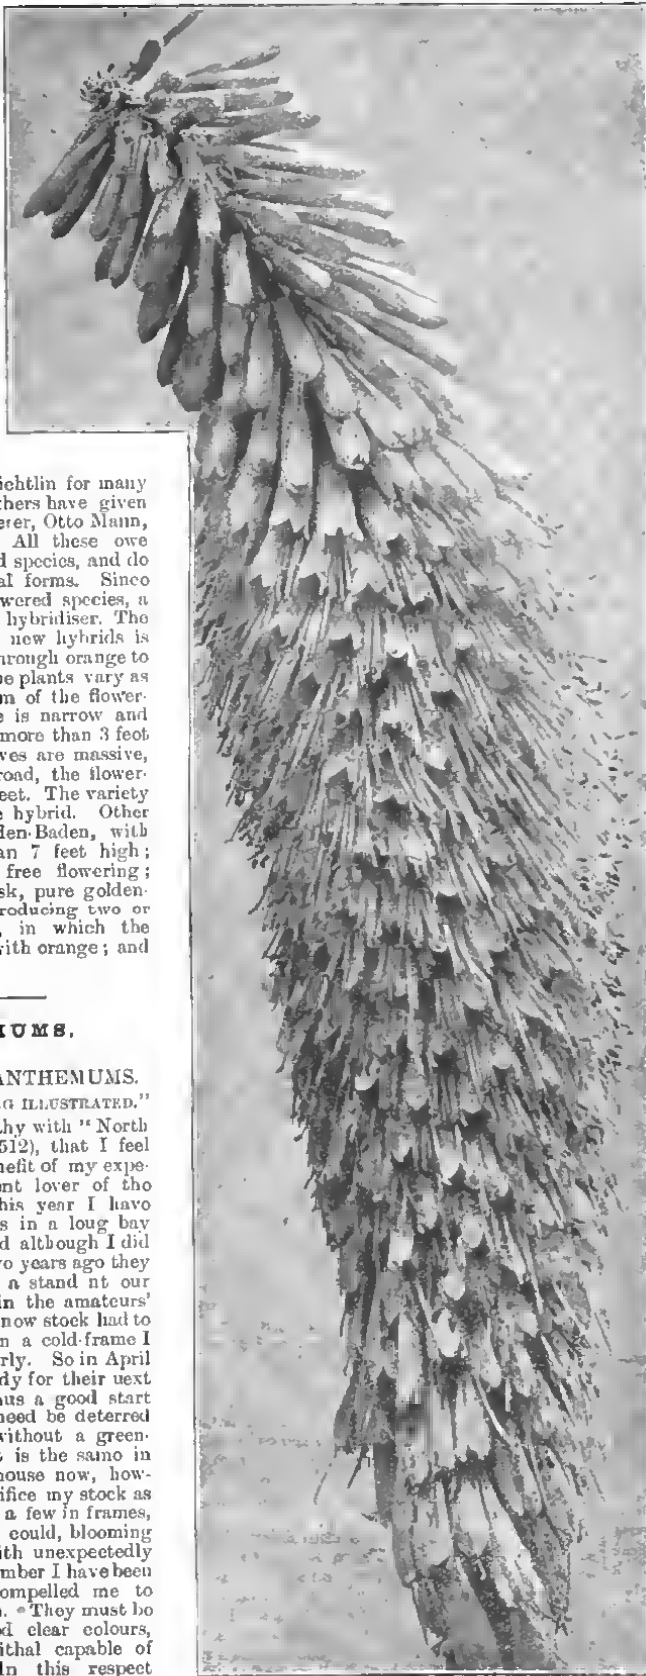 ichtlin for many
thers have given
erer, Otto Mann,
All these owe
d species, and do
al forms. Since
wered species, a
hybridiser. The
new hybrids is
hrough orange to
he plants vary as
m of the flower-
e is narrow and
more than 3 feet
ves are massive,
road, the flower-
eet. The variety
e hybrid. Other
den-Baden, with
an 7 feet high;
free flowering;
sk, pure golden-
roducing two or
, in which the
with orange; and
IUMS.
ANTHEMUMS.
G ILLUSTRATED."
thy with "North
512), that I feel
nefit of my expe-
nt lover of the
his year I have
s in a long bay
d although I did
vo years ago they
a stand at our
in the amateurs'
now stock had to
n a cold-frame I
rly. So in April
dy for their next
hus a good start
need be deterred
without a green-
t is the same in
house now, how-
ifice my stock as
a few in frames,
could, blooming
ith unexpectedly
mber I have been
ompelled me to
. They must be
d clear colours,
ithal capable of
In this respect